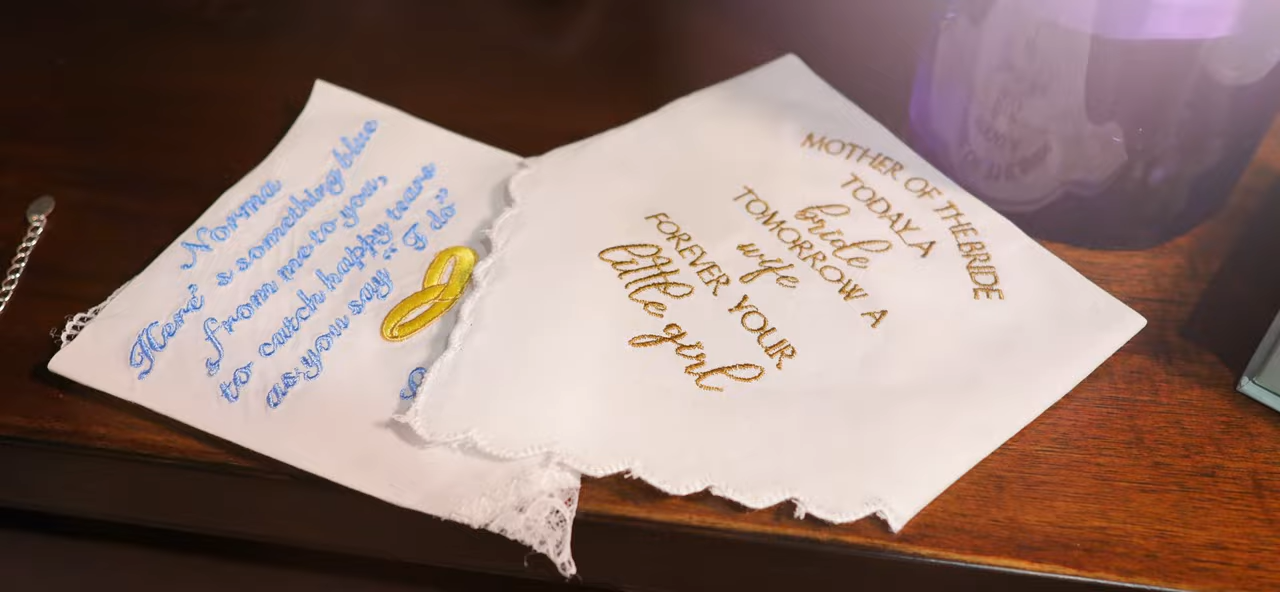 Norma
Here's something blue
from me to you,
to catch happy tears
as you say "I do"
MOTHER OF THE BRIDE
TODAY A
bride
TOMORROW A
wife
FOREVER YOUR
little girl